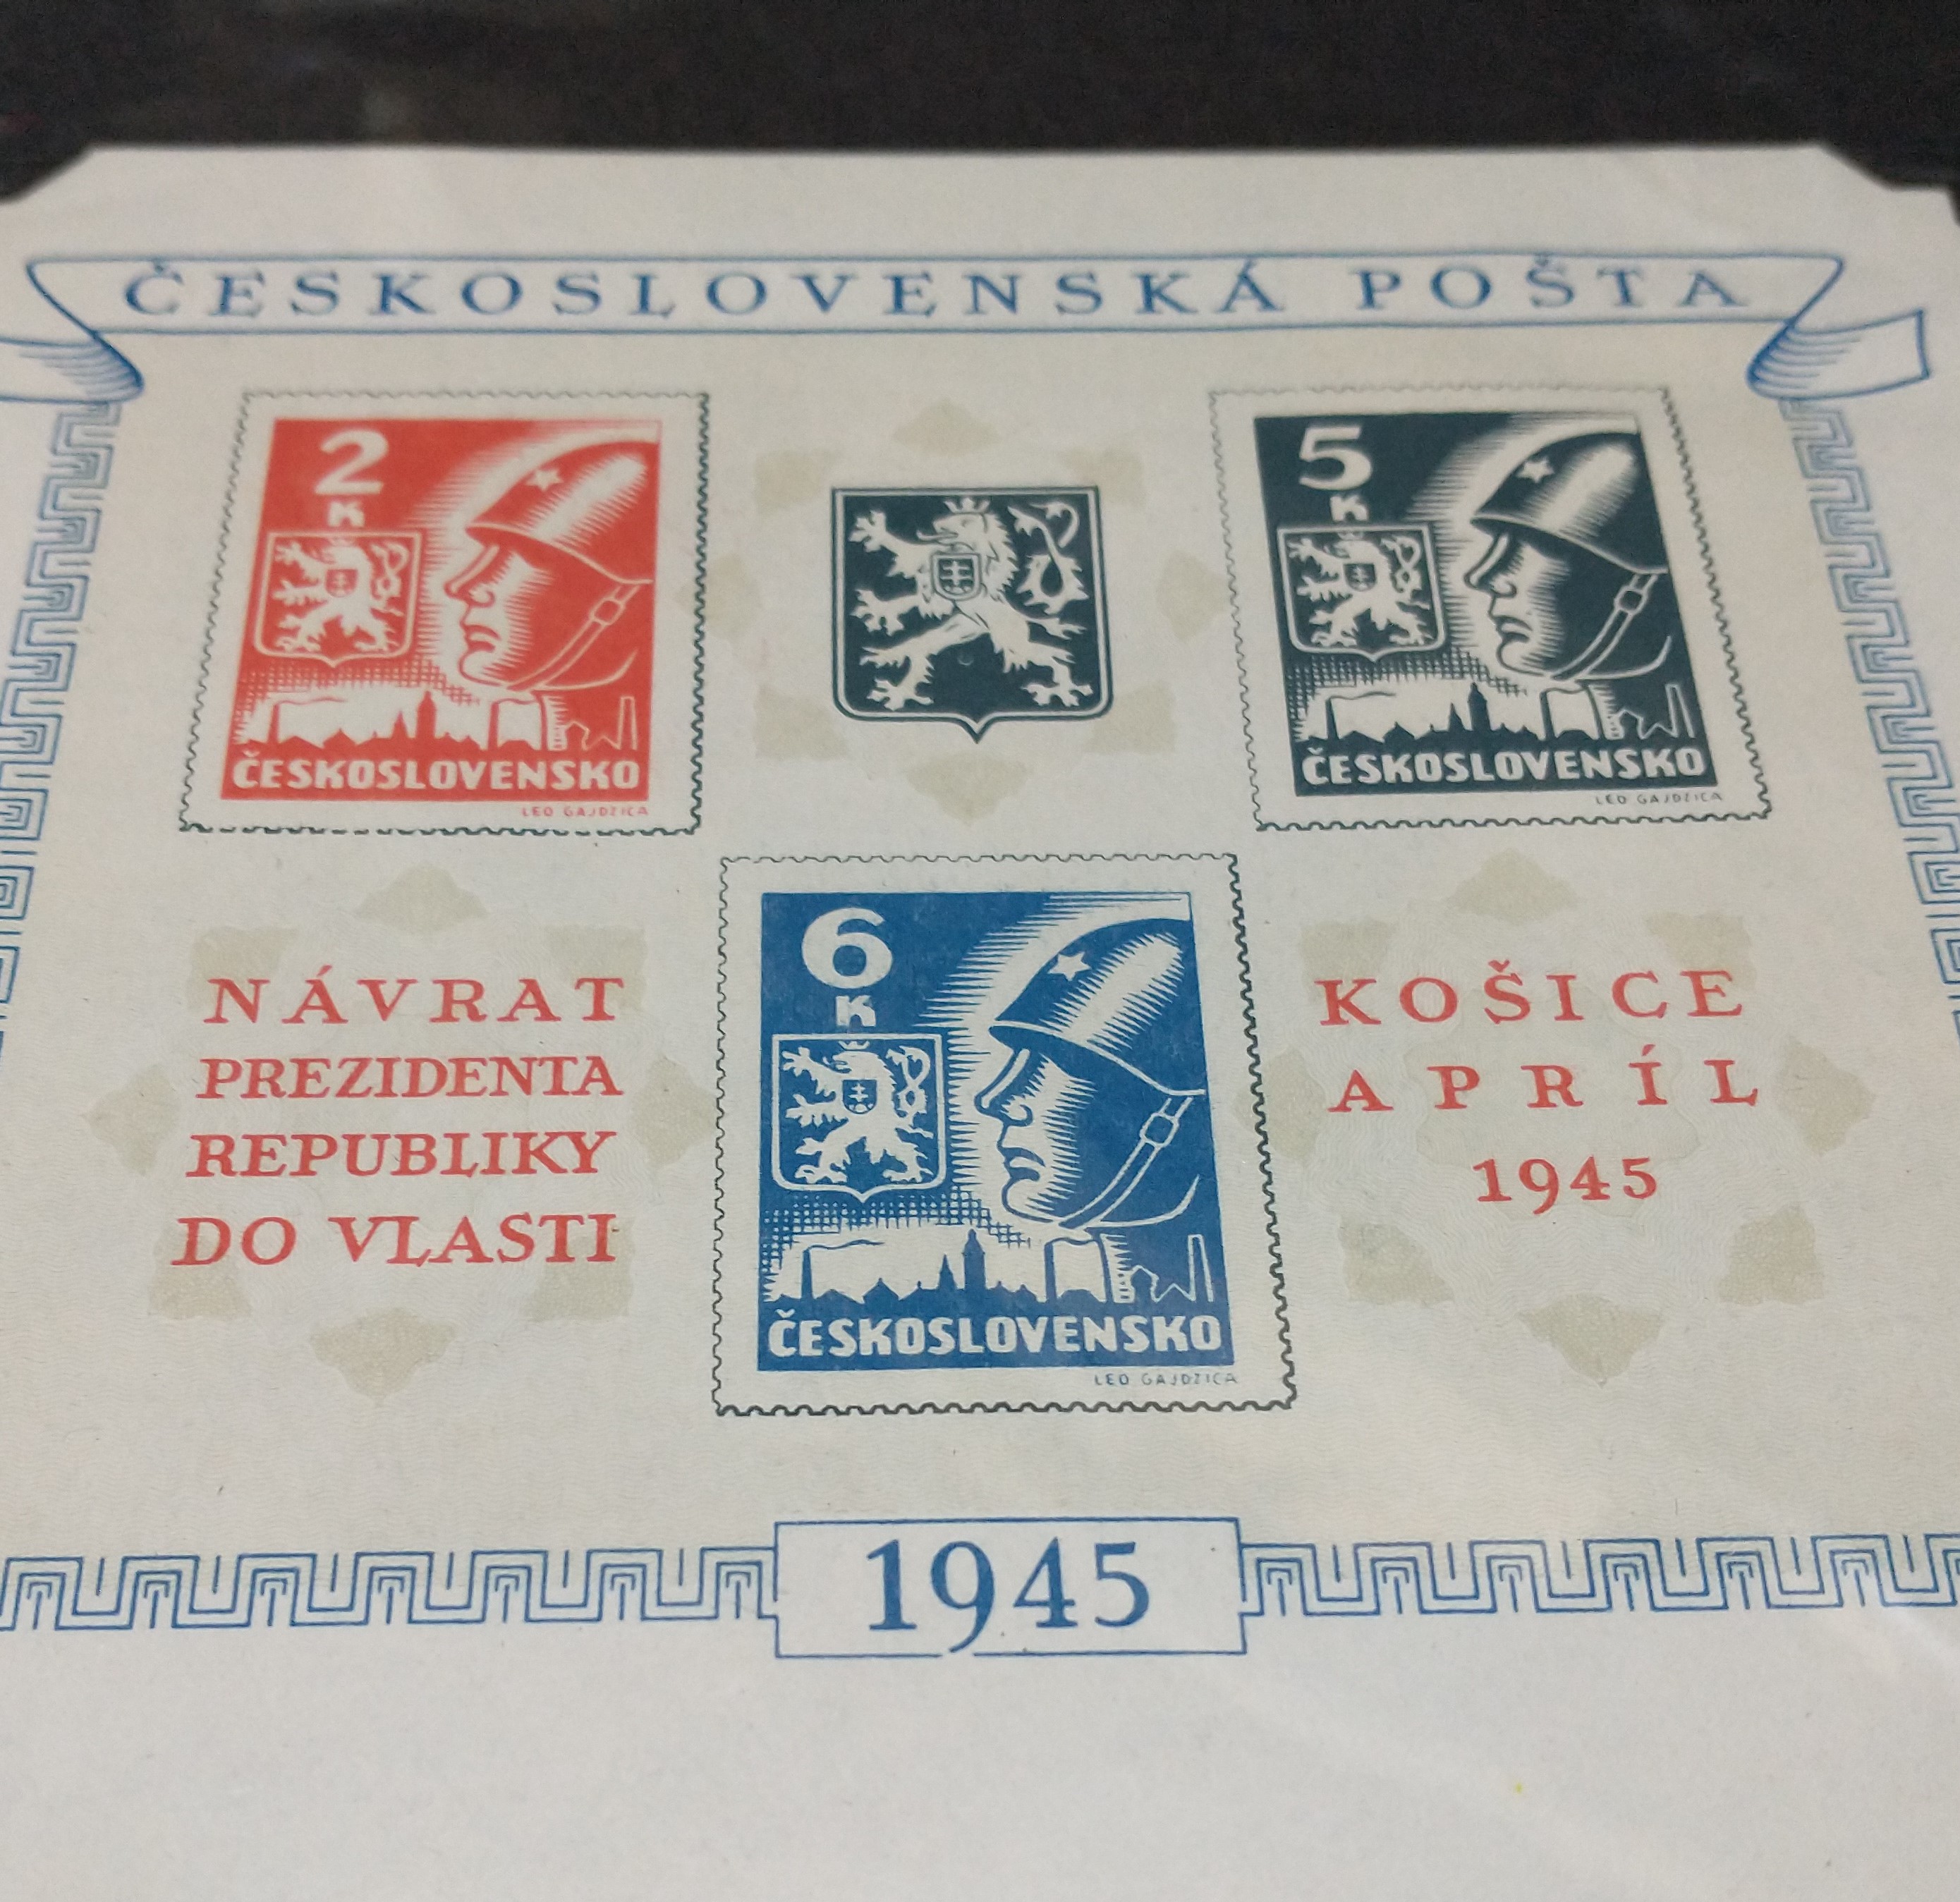 ČESKOSLOVENSKÁ POŠTA
2
K
ČESKOSLOVENSKO
LEO GAJDZICA
5
K
ČESKOSLOVENSKO
LEO GAJDZICA
NÁVRAT
PREZIDENTA
REPUBLIKY
DO VLASTI
6
K
ČESKOSLOVENSKO
LEO GAJDZICA
KOŠICE
APRÍL
1945
1945